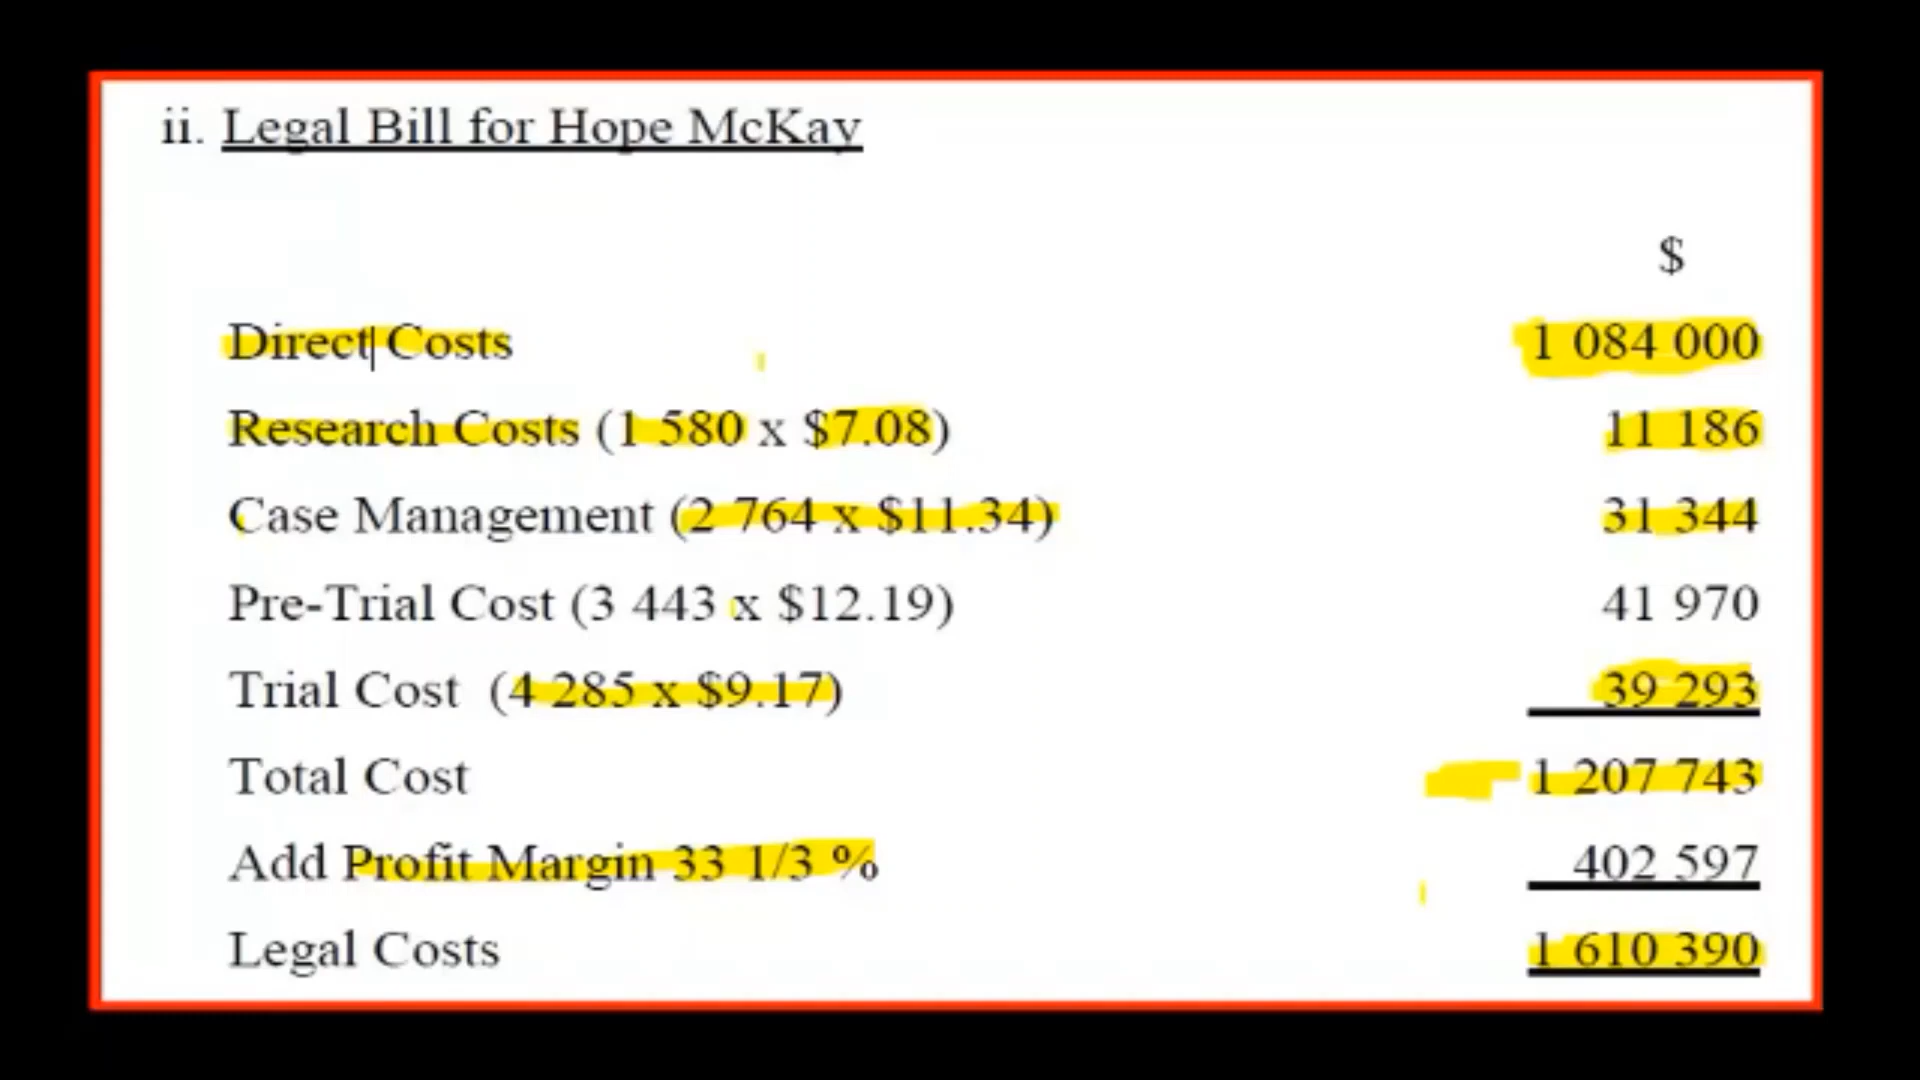 ii. Legal Bill for Hope McKay
$
Direct Costs 1 084 000
Research Costs (1 580 x $7.08) 11 186
Case Management (2 764 x $11.34) 31 344
Pre-Trial Cost (3 443 x $12.19) 41 970
Trial Cost (4 285 x $9.17) 39 293
Total Cost 1 207 743
Add Profit Margin 33 1/3 % 402 597
Legal Costs 1 610 390